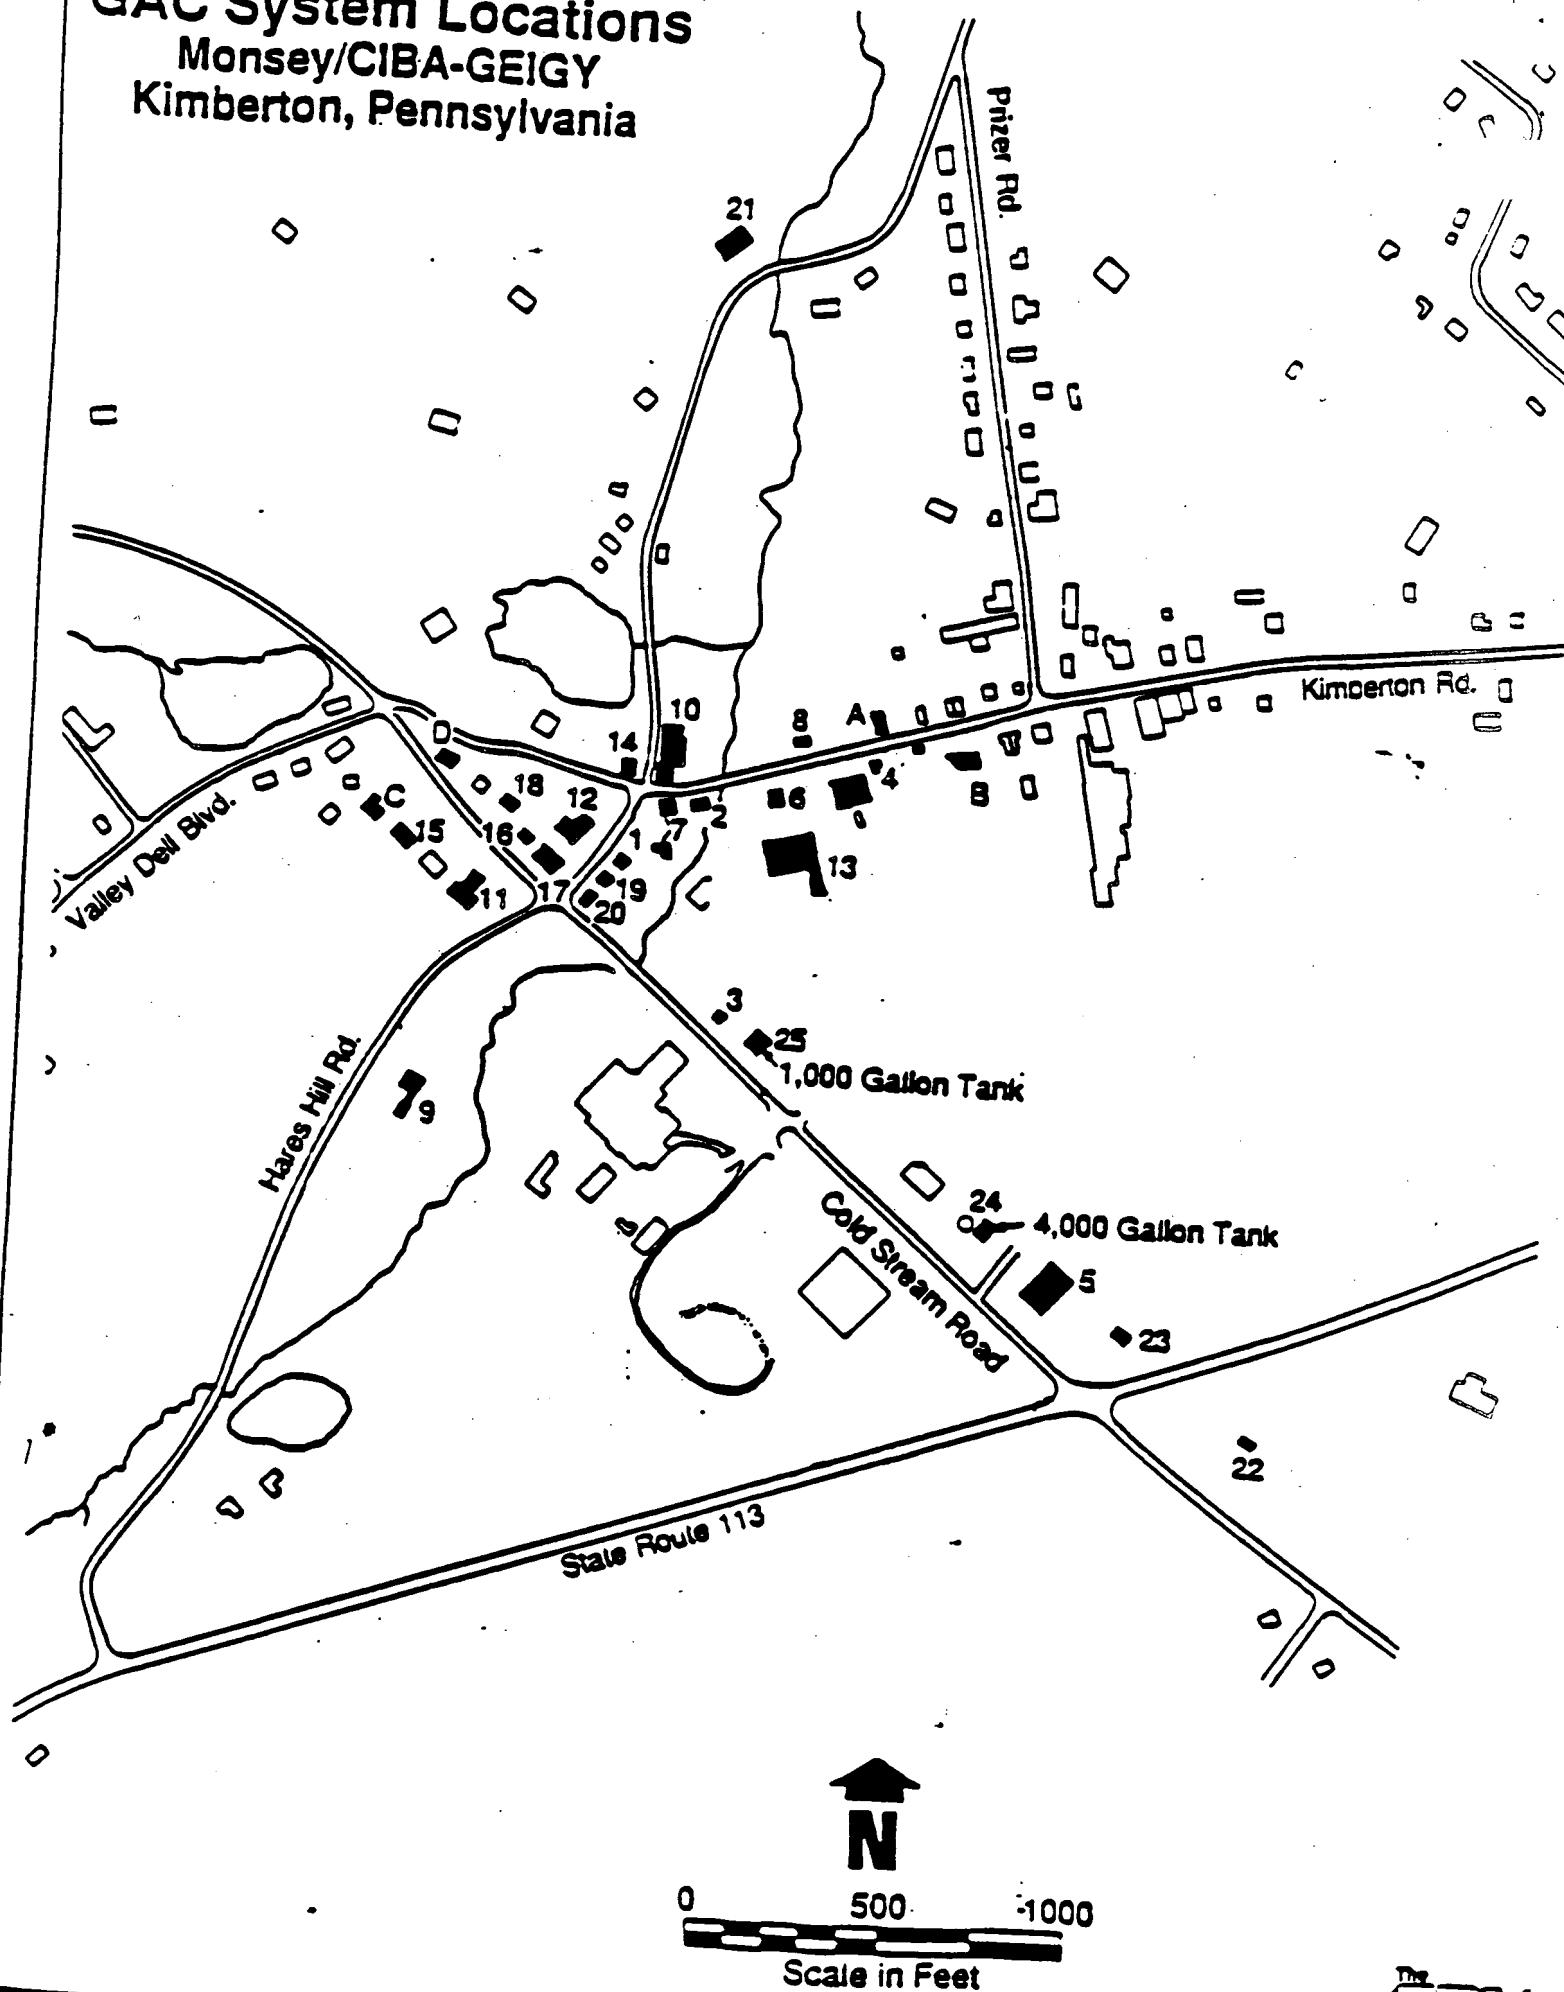 GAC System Locations
Monsey/CIBA-GEIGY
Kimberton, Pennsylvania
Prizer Rd.
21
Kimberton Rd.
10
8
A
14
4
B
C
18
12
6
2
15
16
1
7
13
11
17
19
20
Valley Dell Blvd.
3
25
1,000 Gallon Tank
Hares Hill Rd.
9
24
4,000 Gallon Tank
Cold Stream Road
5
23
22
State Route 113
N
0 500 1000
Scale in Feet
The